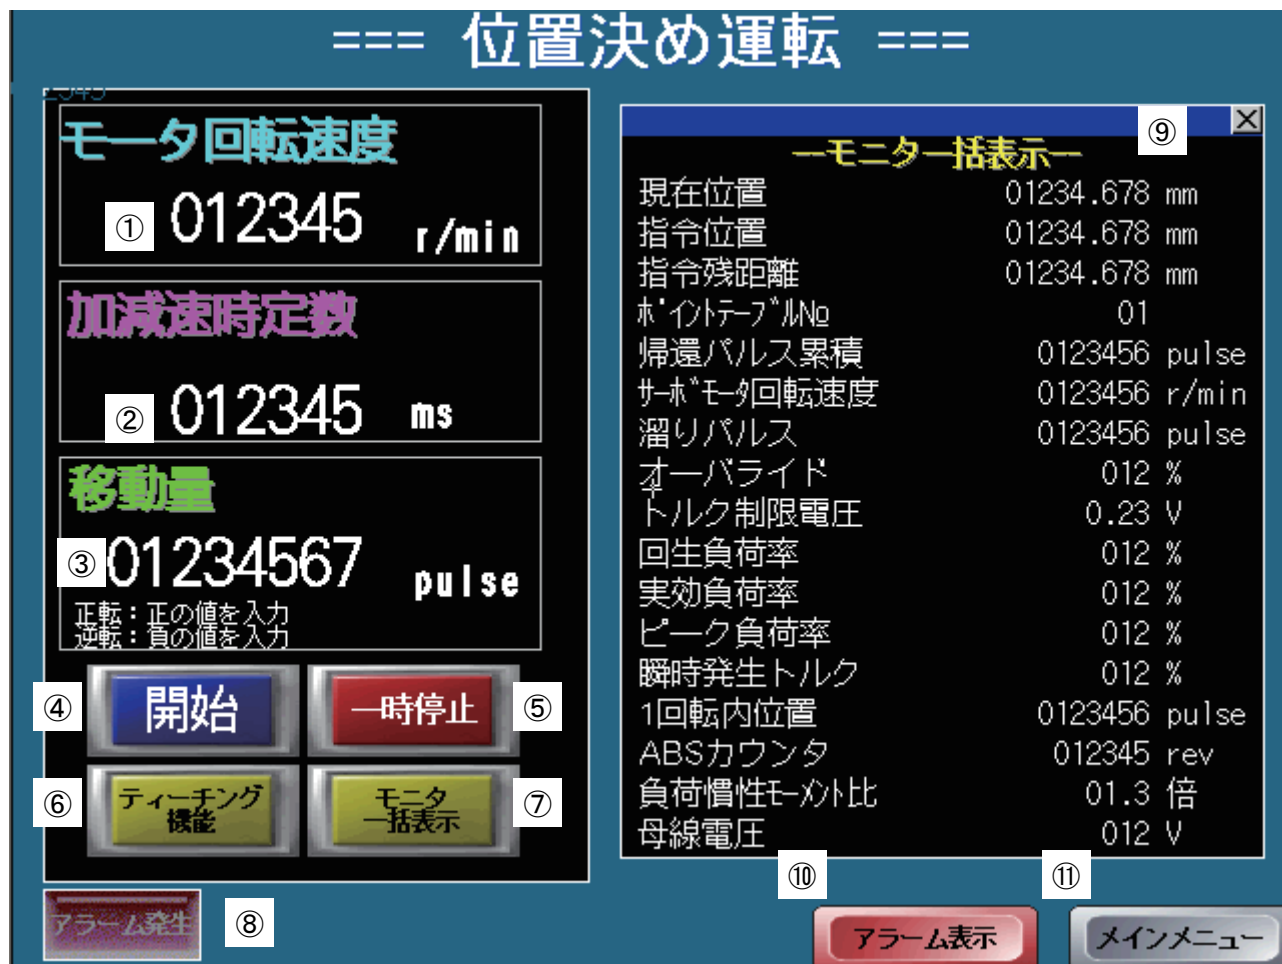 === 位置決め運転 ===
モータ回転速度
① 012345 r/min
加減速時定数
② 012345 ms
移動量
③ 01234567 pulse
正転：正の値を入力
逆転：負の値を入力
④ 開始
一時停止 ⑤
⑥ ティーチング
機能
モニタ
一括表示 ⑦
アラーム発生 ⑧
⑨
―モニター括表示―
現在位置 01234.678 mm
指令位置 01234.678 mm
指令残距離 01234.678 mm
ﾎﾟｲﾝﾄﾃｰﾌﾞﾙNo 01
帰還パルス累積 0123456 pulse
ｻｰﾎﾞﾓｰﾀ回転速度 0123456 r/min
溜りパルス 0123456 pulse
オーバライド 012 %
トルク制限電圧 0.23 V
回生負荷率 012 %
実効負荷率 012 %
ピーク負荷率 012 %
瞬時発生トルク 012 %
1回転内位置 0123456 pulse
ABSカウンタ 012345 rev
負荷慣性ﾓｰﾒﾝﾄ比 01.3 倍
母線電圧 012 V
⑩
アラーム表示
⑪
メインメニュー